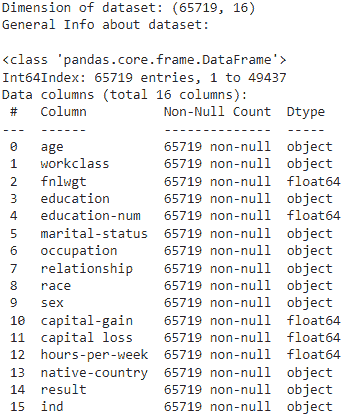 Dimension of dataset: (65719, 16)
General Info about dataset:
<class 'pandas.core.frame.DataFrame'>
Int64Index: 65719 entries, 1 to 49437
Data columns (total 16 columns):
 #   Column          Non-Null Count  Dtype
---  ------          --------------  -----
 0   age             65719 non-null  object
 1   workclass       65719 non-null  object
 2   fnlwgt          65719 non-null  float64
 3   education       65719 non-null  object
 4   education-num   65719 non-null  float64
 5   marital-status  65719 non-null  object
 6   occupation      65719 non-null  object
 7   relationship    65719 non-null  object
 8   race            65719 non-null  object
 9   sex             65719 non-null  object
 10  capital-gain    65719 non-null  float64
 11  capital loss    65719 non-null  float64
 12  hours-per-week  65719 non-null  float64
 13  native-country  65719 non-null  object
 14  result          65719 non-null  object
 15  ind             65719 non-null  object